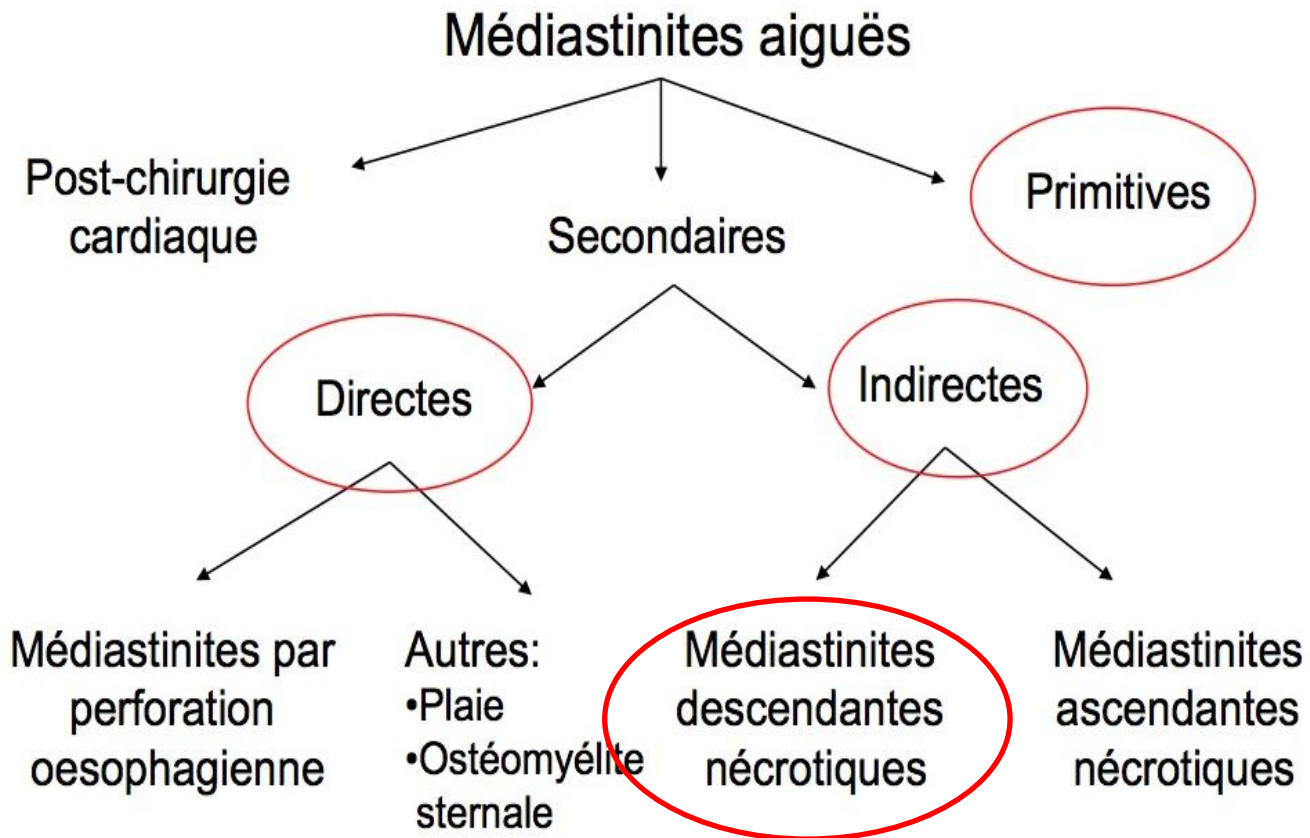 Médiastinites aiguës
Post-chirurgie
cardiaque
Secondaires
Primitives
Directes
Indirectes
Médiastinites par
perforation
oesophagienne
Autres:
•Plaie
•Ostéomyélite
sternale
Médiastinites
descendantes
nécrotiques
Médiastinites
ascendantes
nécrotiques